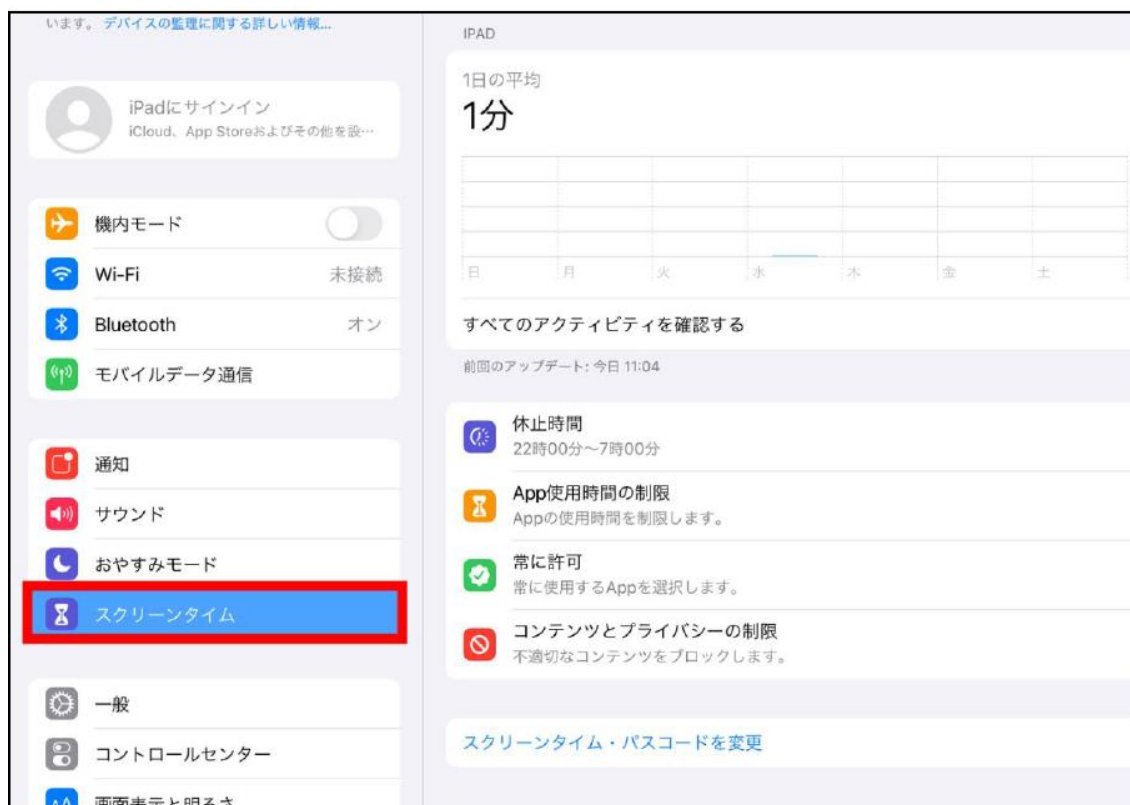 います。 デバイスの監理に関する詳しい情報...
iPadにサインイン
iCloud、App Storeおよびその他を設…
機内モード
Wi-Fi 未接続
Bluetooth オン
モバイルデータ通信
通知
サウンド
おやすみモード
スクリーンタイム
一般
コントロールセンター
画面表示と明るさ
IPAD
1日の平均
1分
日 月 火 水 木 金 土
すべてのアクティビティを確認する
前回のアップデート: 今日 11:04
休止時間
22時00分～7時00分
App使用時間の制限
Appの使用時間を制限します。
常に許可
常に使用するAppを選択します。
コンテンツとプライバシーの制限
不適切なコンテンツをブロックします。
スクリーンタイム・パスコードを変更